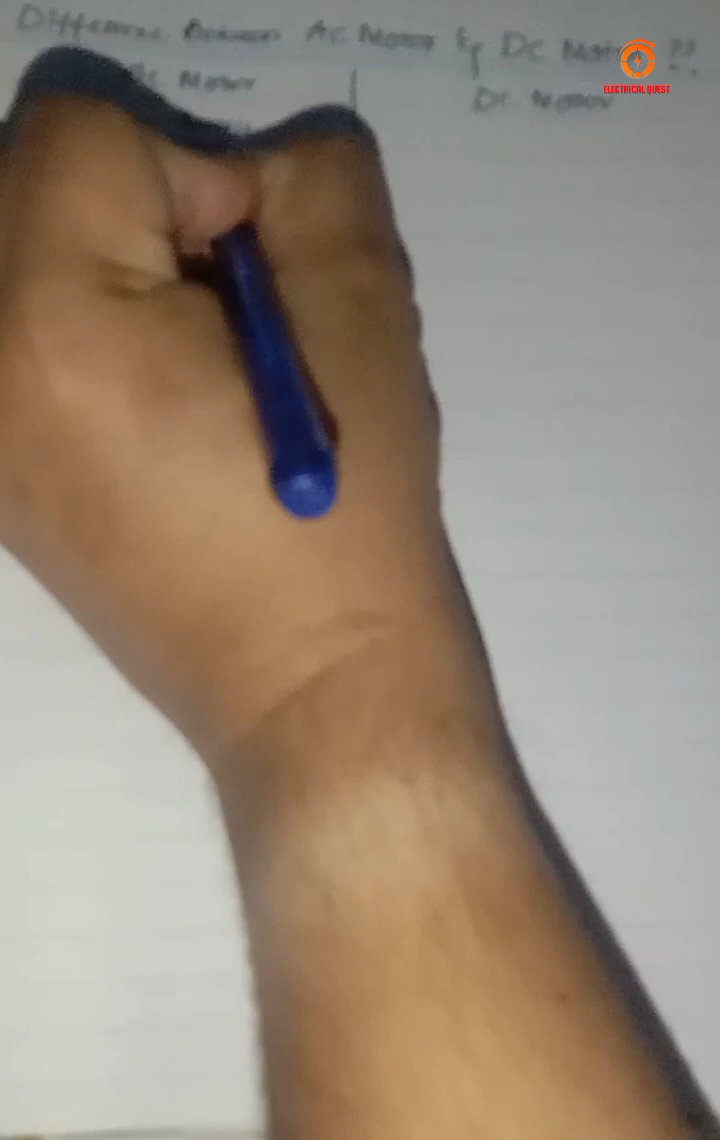 Difference Between AC Motor & DC Motor ??
AC Motor
DC Motor
ELECTRICAL QUEST